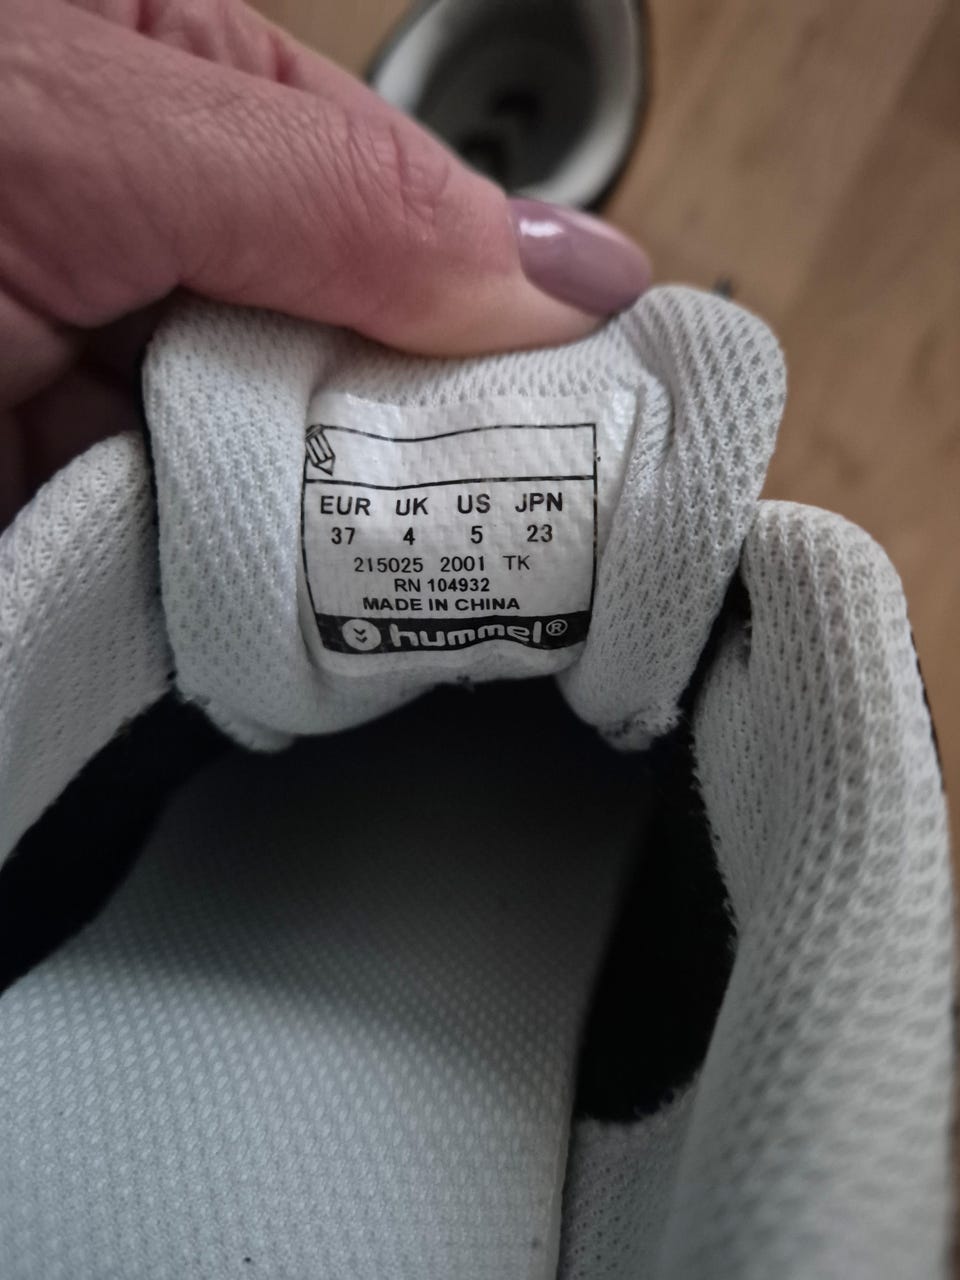 EUR UK US JPN
37 4 5 23
215025 2001 TK
RN 104932
MADE IN CHINA
hummel®